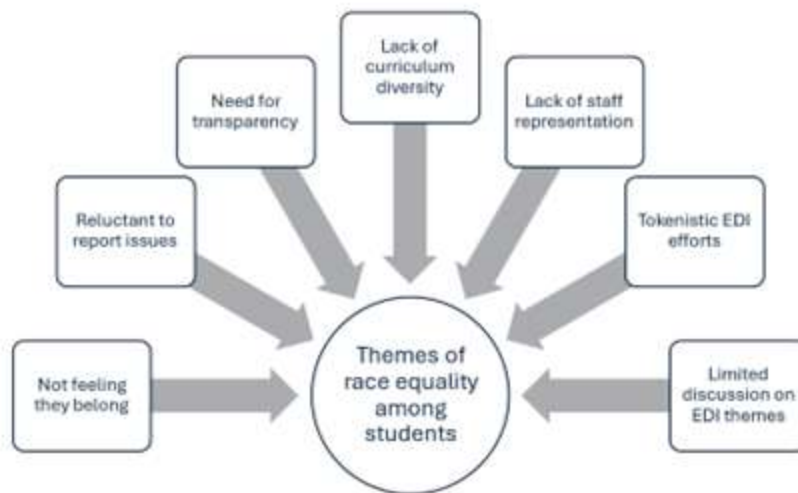 Lack of
curriculum
diversity
Need for
transparency
Lack of staff
representation
Reluctant to
report issues
Tokenistic EDI
efforts
Not feeling
they belong
Themes of
race equality
among
students
Limited
discussion on
EDI themes